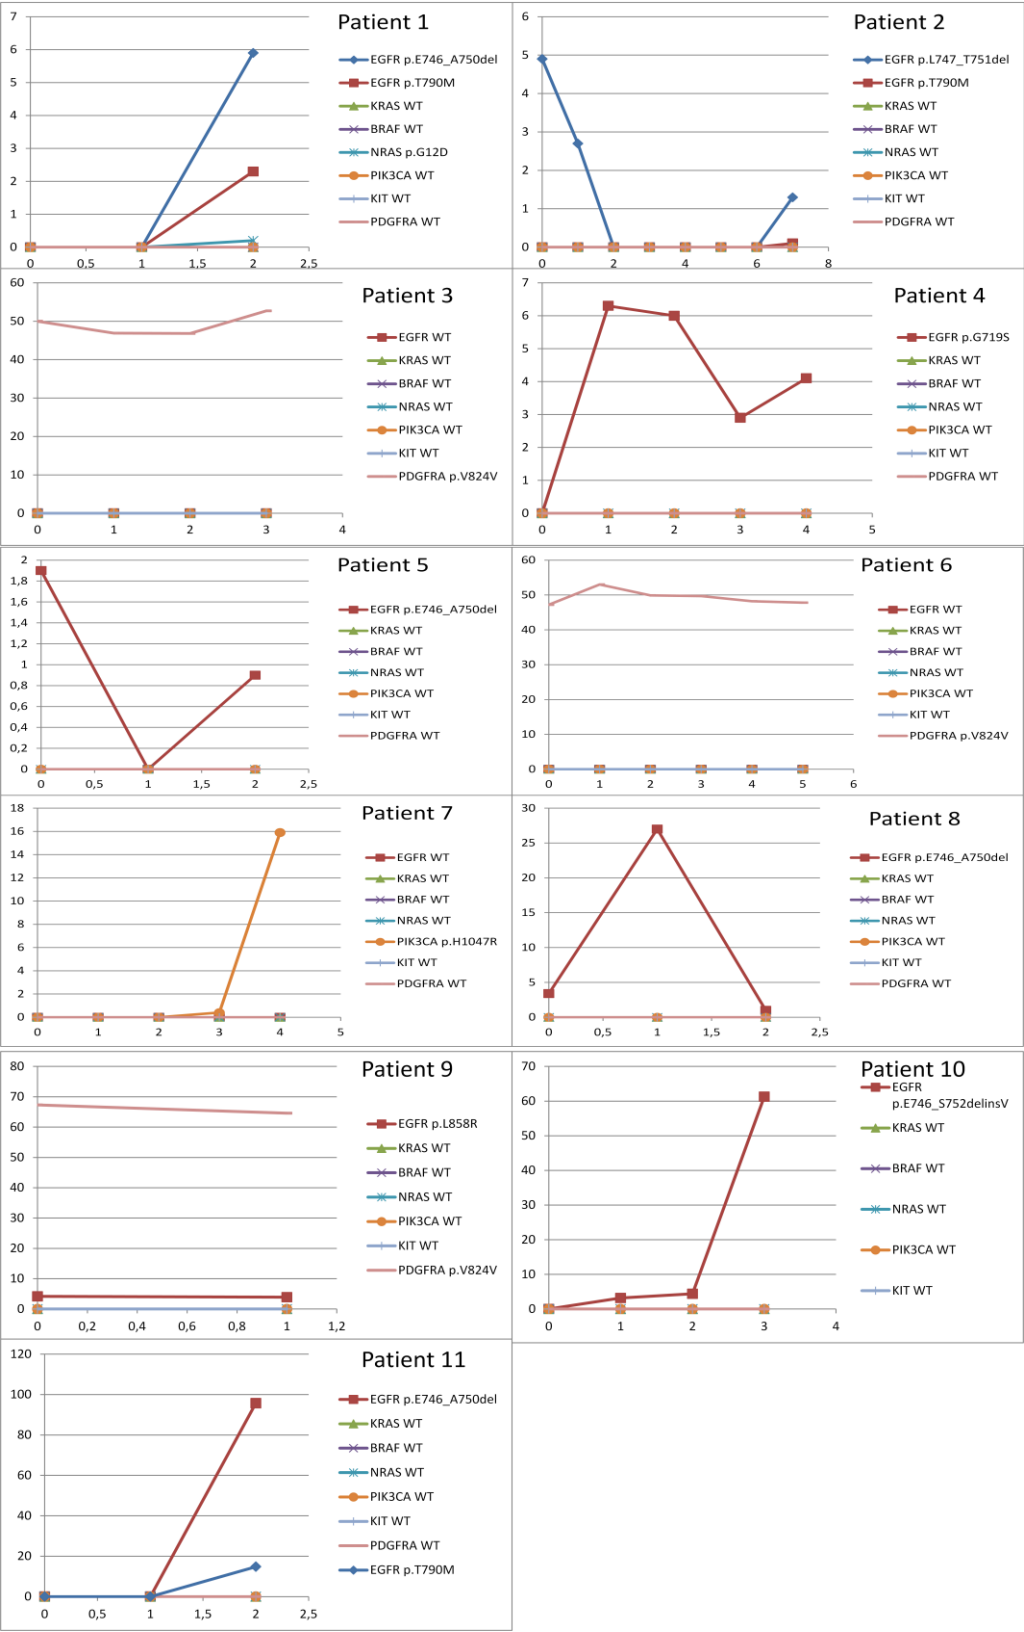 Patient 1
7
6
5
4
3
2
1
0
0 0,5 1 1,5 2 2,5
EGFR p.E746_A750del
EGFR p.T790M
KRAS WT
BRAF WT
NRAS p.G12D
PIK3CA WT
KIT WT
PDGFRA WT
Patient 2
6
5
4
3
2
1
0
0 2 4 6 8
EGFR p.L747_T751del
EGFR p.T790M
KRAS WT
BRAF WT
NRAS WT
PIK3CA WT
KIT WT
PDGFRA WT
Patient 3
60
50
40
30
20
10
0
0 1 2 3 4
EGFR WT
KRAS WT
BRAF WT
NRAS WT
PIK3CA WT
KIT WT
PDGFRA p.V824V
Patient 4
7
6
5
4
3
2
1
0
0 1 2 3 4 5
EGFR p.G719S
KRAS WT
BRAF WT
NRAS WT
PIK3CA WT
KIT WT
PDGFRA WT
Patient 5
2
1,8
1,6
1,4
1,2
1
0,8
0,6
0,4
0,2
0
0 0,5 1 1,5 2 2,5
EGFR p.E746_A750del
KRAS WT
BRAF WT
NRAS WT
PIK3CA WT
KIT WT
PDGFRA WT
Patient 6
60
50
40
30
20
10
0
0 1 2 3 4 5 6
EGFR WT
KRAS WT
BRAF WT
NRAS WT
PIK3CA WT
KIT WT
PDGFRA p.V824V
Patient 7
18
16
14
12
10
8
6
4
2
0
0 1 2 3 4 5
EGFR WT
KRAS WT
BRAF WT
NRAS WT
PIK3CA p.H1047R
KIT WT
PDGFRA WT
Patient 8
30
25
20
15
10
5
0
0 0,5 1 1,5 2 2,5
EGFR p.E746_A750del
KRAS WT
BRAF WT
NRAS WT
PIK3CA WT
KIT WT
PDGFRA WT
Patient 9
80
70
60
50
40
30
20
10
0
0 0,2 0,4 0,6 0,8 1 1,2
EGFR p.L858R
KRAS WT
BRAF WT
NRAS WT
PIK3CA WT
KIT WT
PDGFRA p.V824V
Patient 10
70
60
50
40
30
20
10
0
0 1 2 3 4
EGFR
p.E746_S752delinsV
KRAS WT
BRAF WT
NRAS WT
PIK3CA WT
KIT WT
Patient 11
120
100
80
60
40
20
0
0 0,5 1 1,5 2 2,5
EGFR p.E746_A750del
KRAS WT
BRAF WT
NRAS WT
PIK3CA WT
KIT WT
PDGFRA WT
EGFR p.T790M